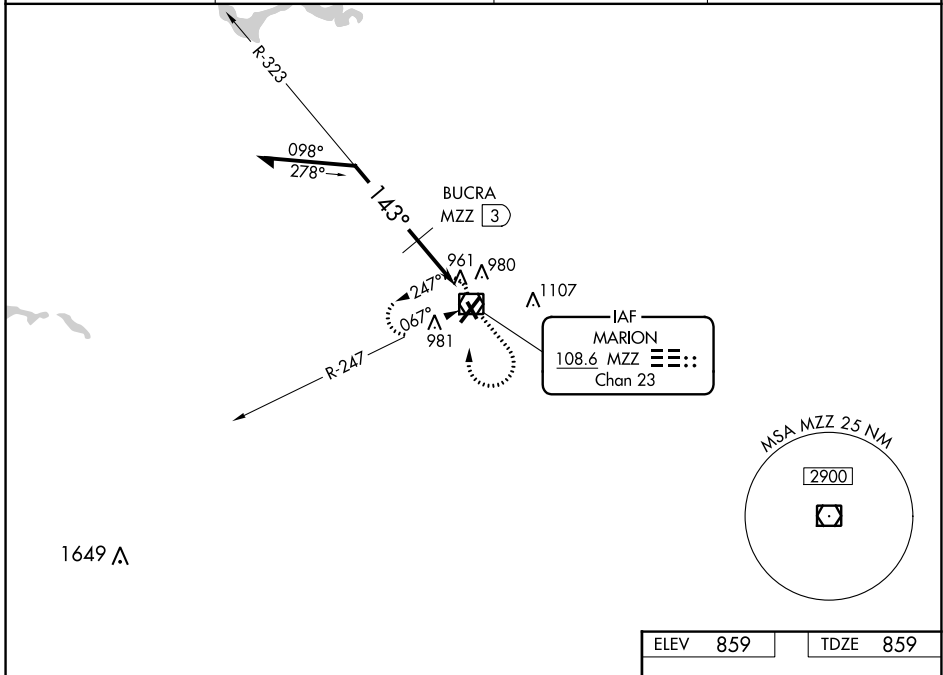 R-323
098°
278°
143°
BUCRA
MZZ 3
961
980
247°
1107
067°
981
IAF
MARION
108.6 MZZ
Chan 23
R-247
MSA MZZ 25 NM
2900
1649
ELEV 859
TDZE 859